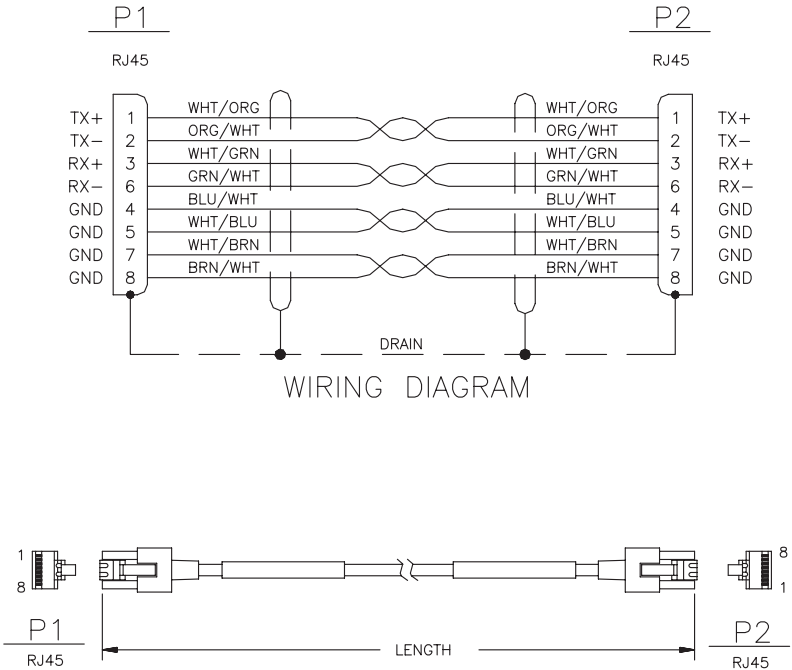 P1 P2
RJ45 RJ45
TX+ 1 WHT/ORG WHT/ORG 1 TX+
TX- 2 ORG/WHT ORG/WHT 2 TX-
RX+ 3 WHT/GRN WHT/GRN 3 RX+
RX- 6 GRN/WHT GRN/WHT 6 RX-
GND 4 BLU/WHT BLU/WHT 4 GND
GND 5 WHT/BLU WHT/BLU 5 GND
GND 7 WHT/BRN WHT/BRN 7 GND
GND 8 BRN/WHT BRN/WHT 8 GND
DRAIN
WIRING DIAGRAM
1 8
8 1
P1 LENGTH P2
RJ45 RJ45